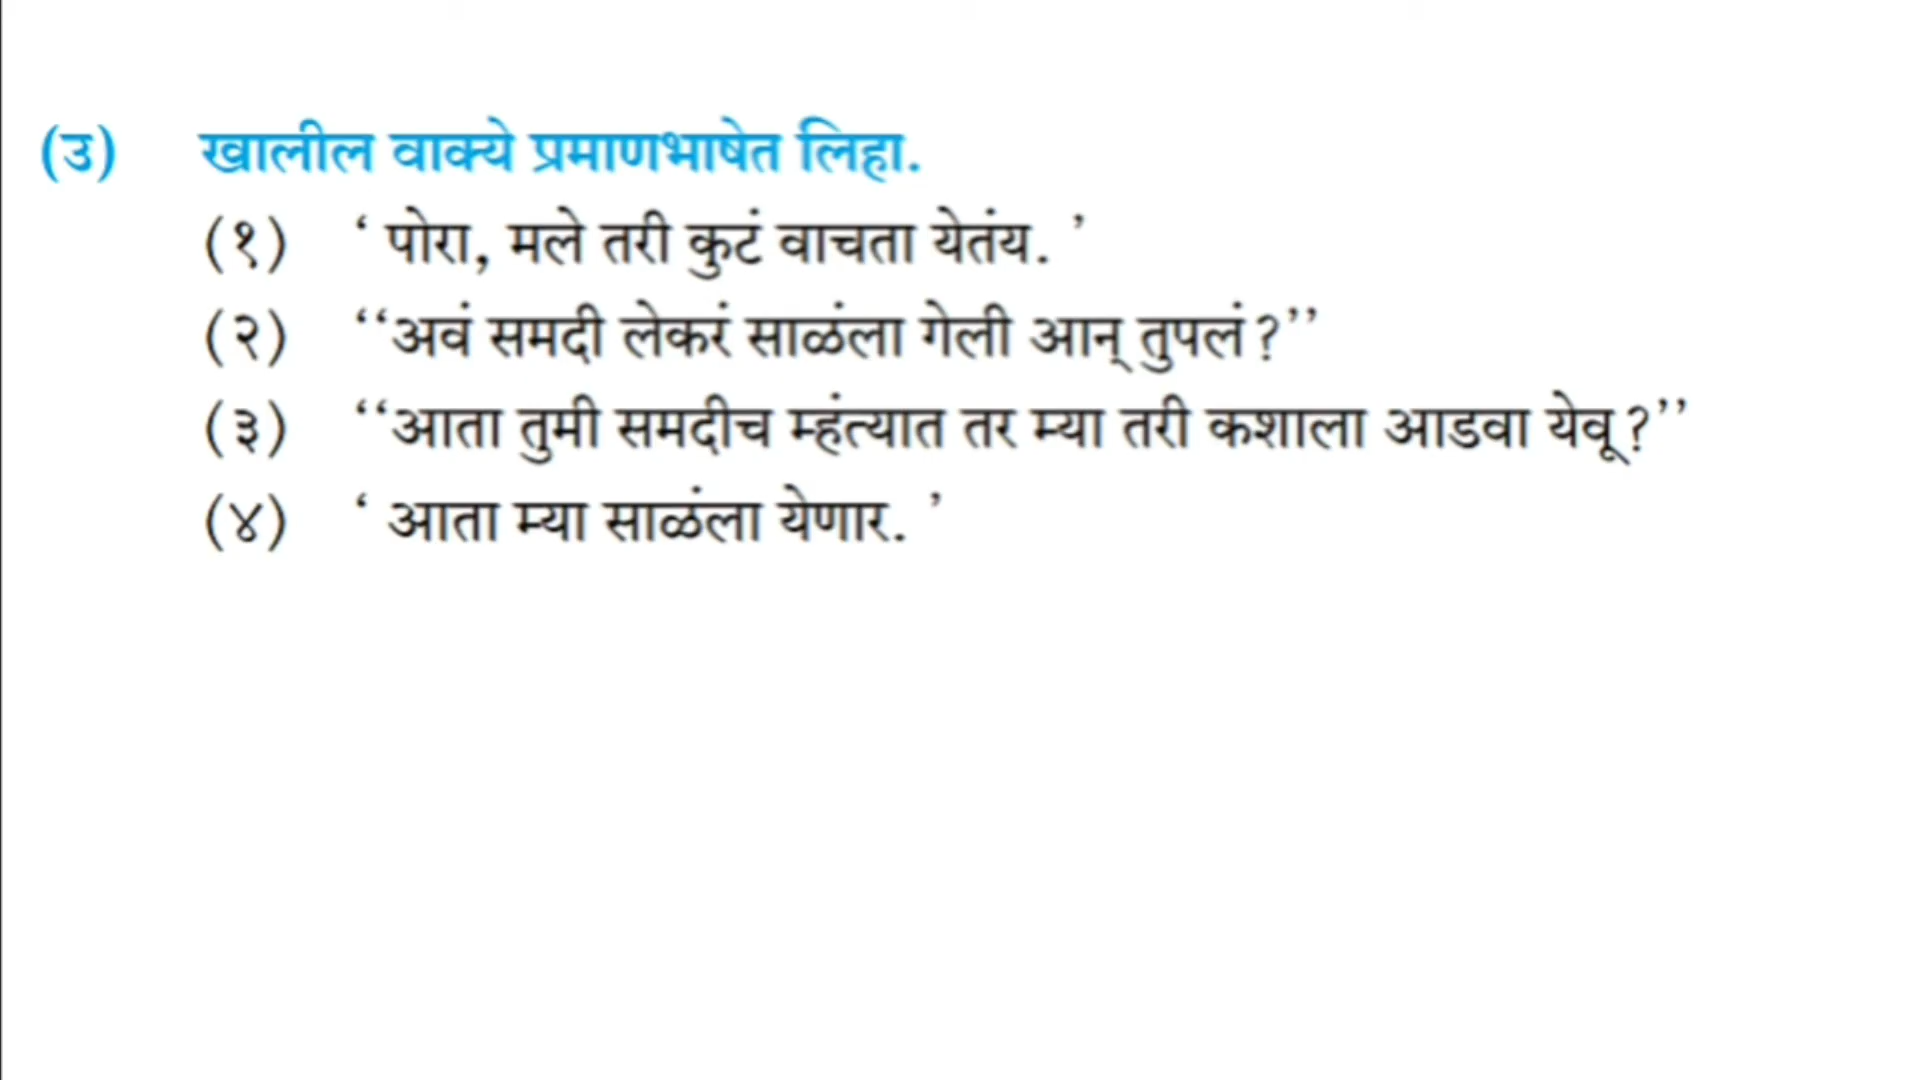 (उ) खालील वाक्ये प्रमाणभाषेत लिहा.
(१) ‘ पोरा, मले तरी कुटं वाचता येतंय. ’
(२) ‘‘अवं समदी लेकरं साळंला गेली आन् तुपलं?’’
(३) ‘‘आता तुमी समदीच म्हंत्यात तर म्या तरी कशाला आडवा येवू?’’
(४) ‘ आता म्या साळंला येणार. ’